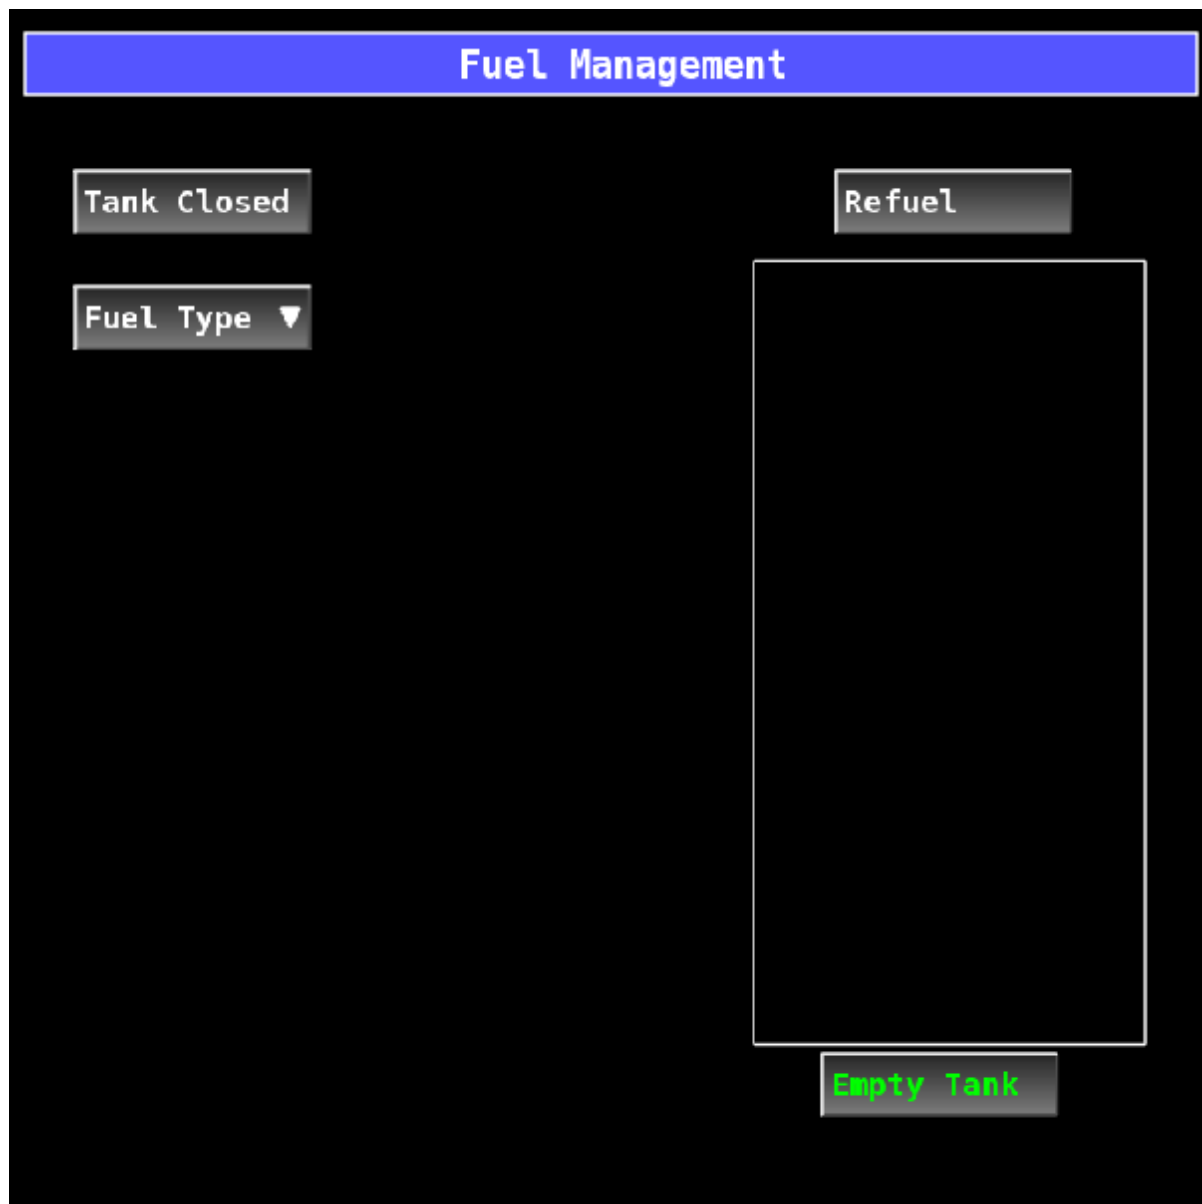 Fuel Management
Tank Closed
Refuel
Fuel Type ▼
Empty Tank